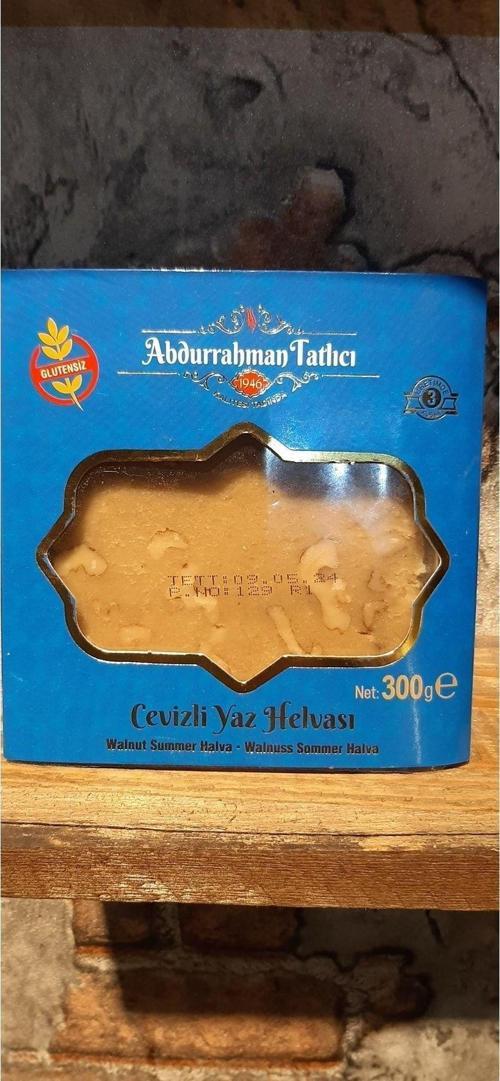 GLUTENSİZ
Abdurrahman Tatlıcı
1946
3
TETT:09.05.24
P.NO:129 R1
Net: 300g e
Cevizli Yaz Helvası
Walnut Summer Halva - Walnuss Sommer Halva